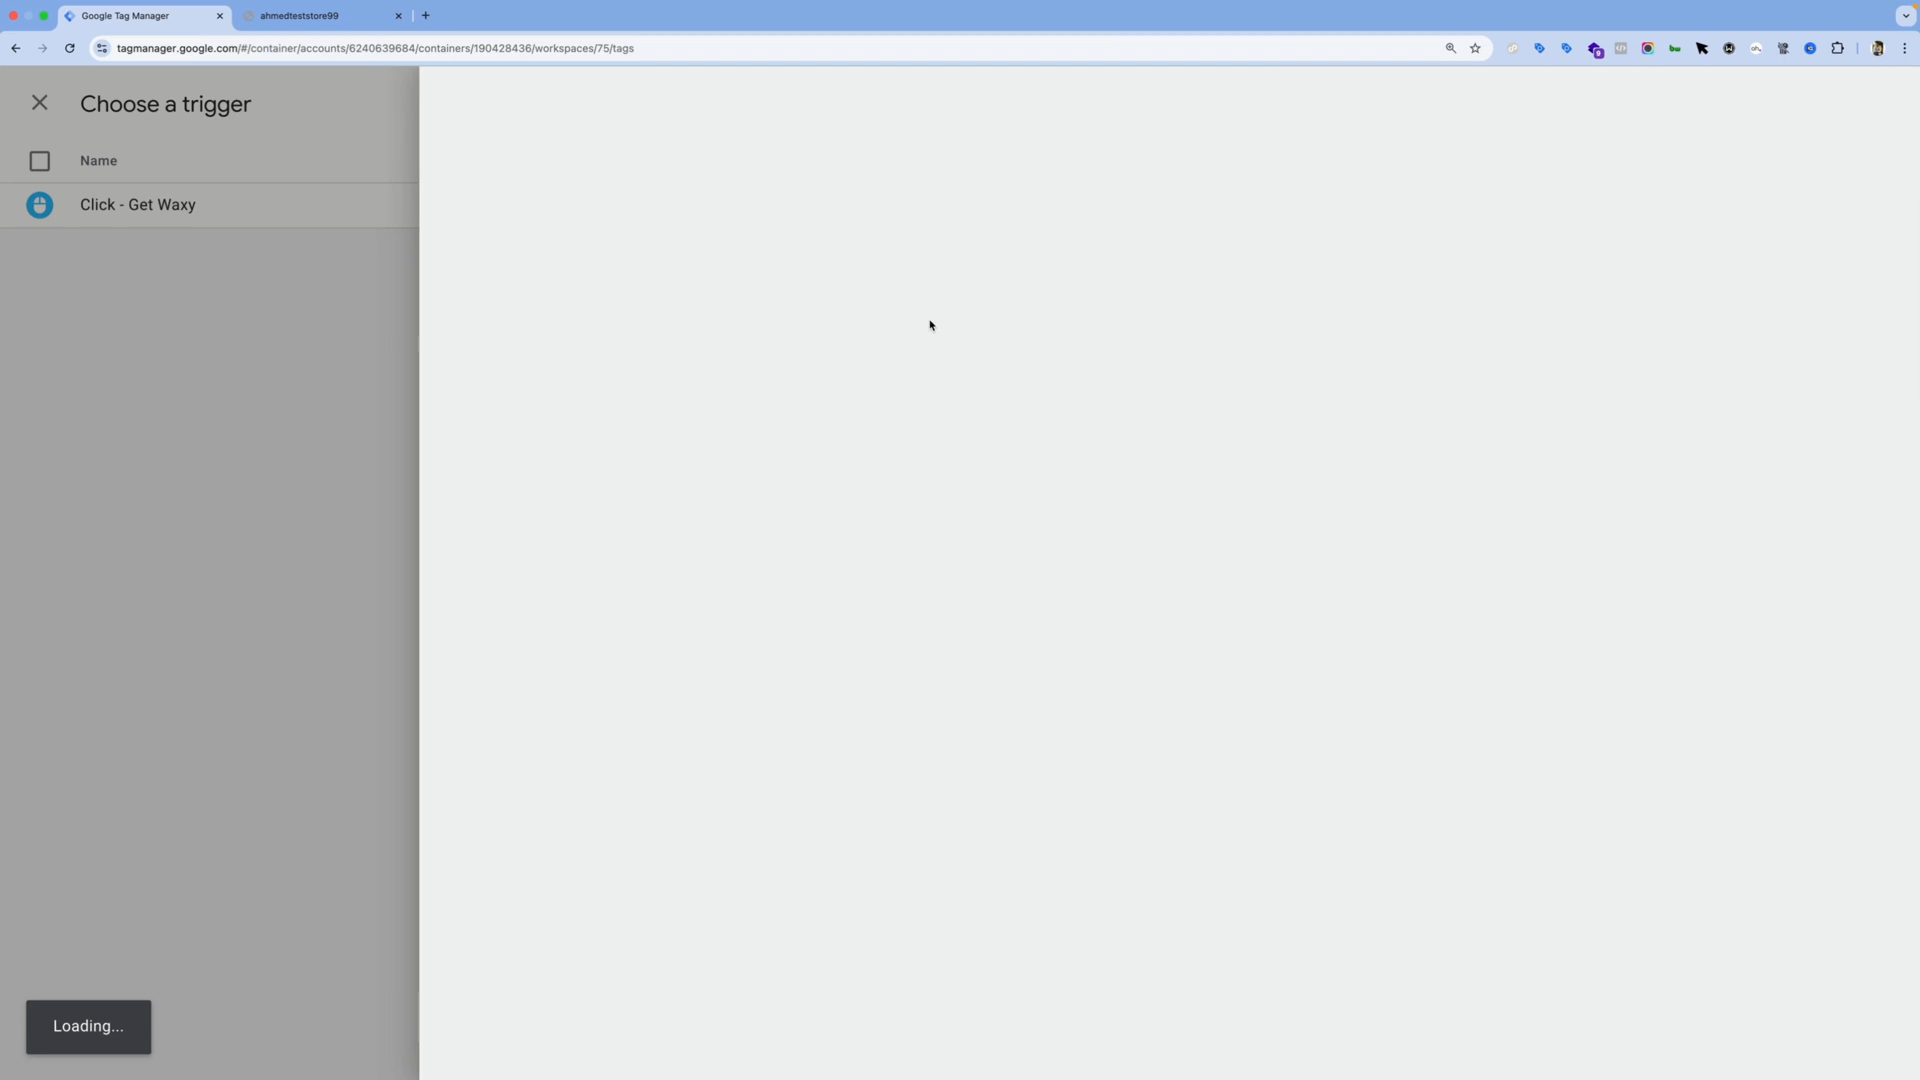 Google Tag Manager
ahmedteststore99
tagmanager.google.com/#/container/accounts/6240639684/containers/190428436/workspaces/75/tags
Choose a trigger
Name
Click - Get Waxy
Loading...